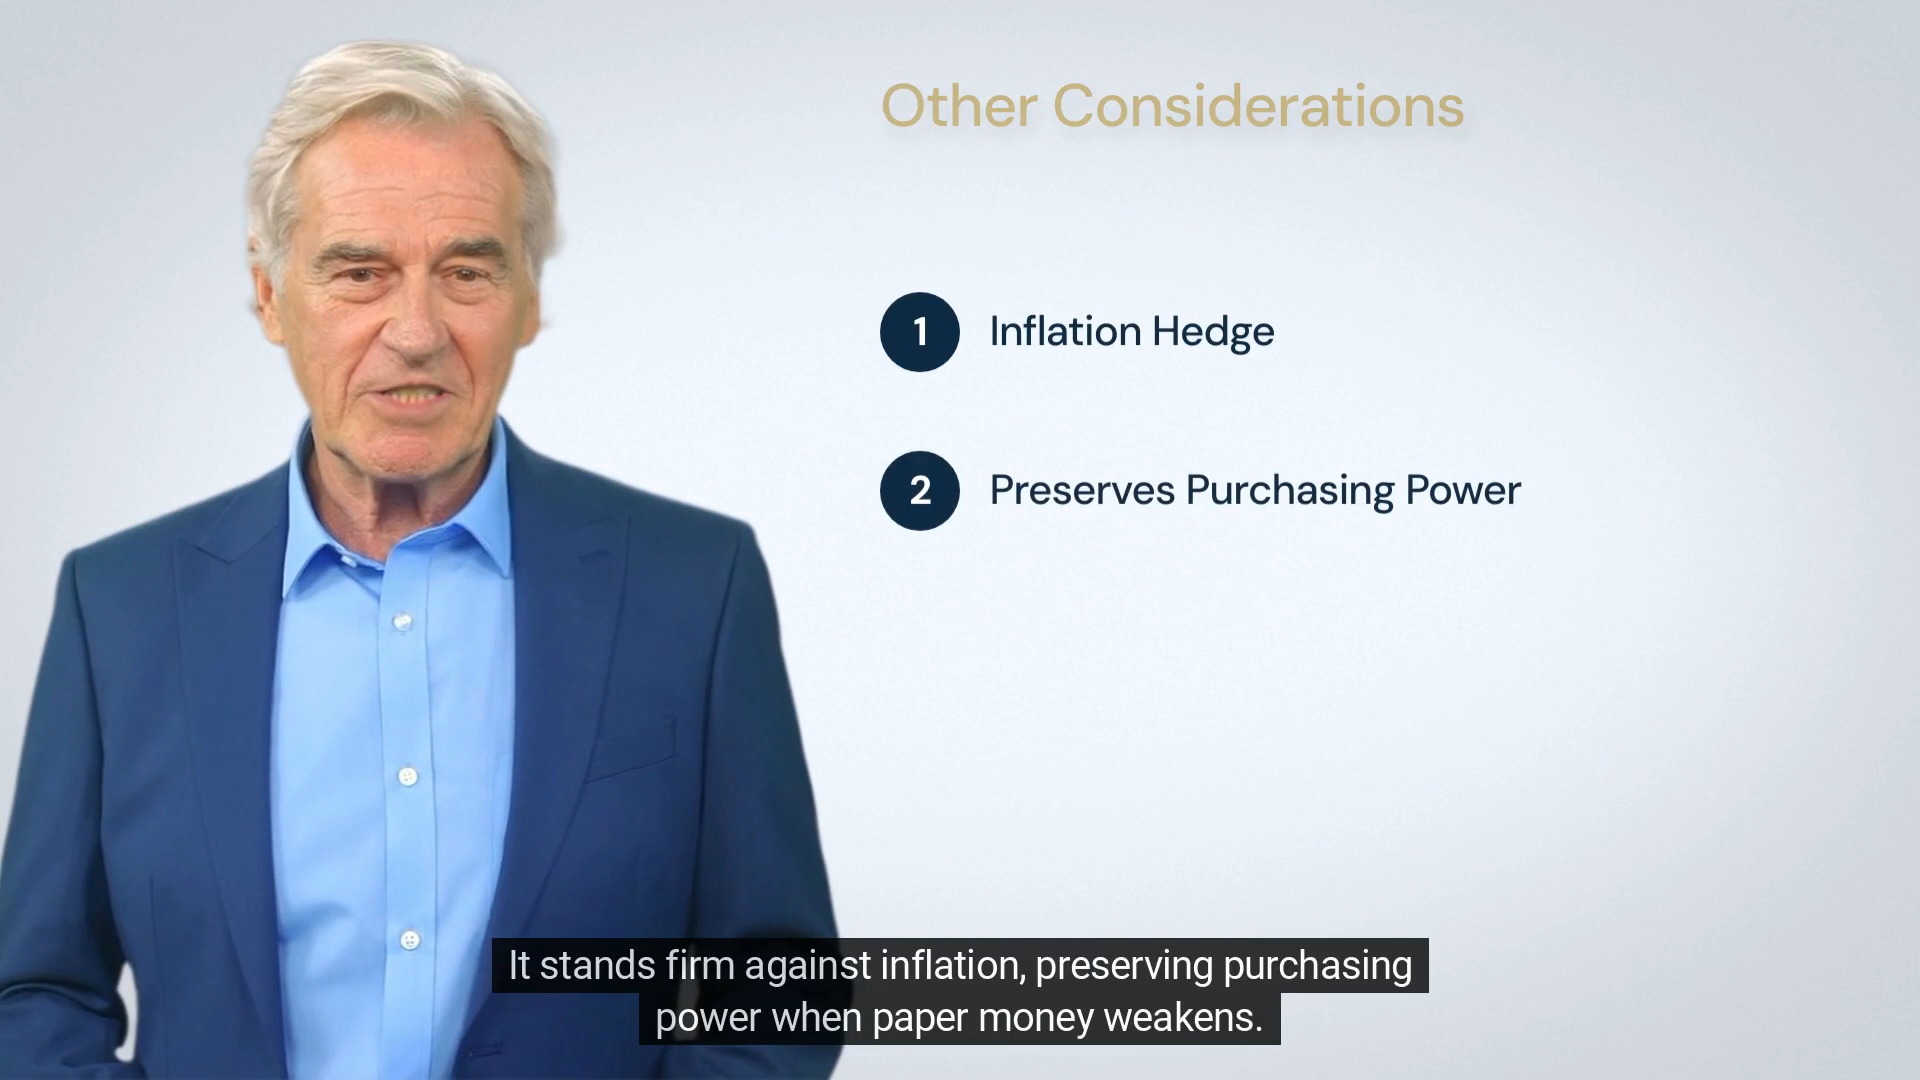 Other Considerations
1 Inflation Hedge
2 Preserves Purchasing Power
It stands firm against inflation, preserving purchasing
power when paper money weakens.